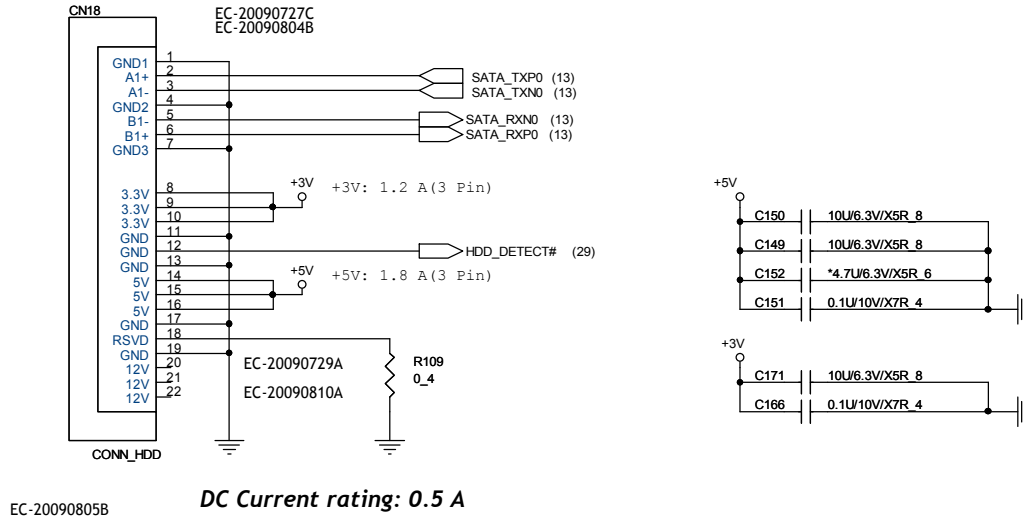 CN18
EC-20090727C
EC-20090804B
GND1 1
A1+ 2 SATA_TXP0 (13)
A1- 3 SATA_TXN0 (13)
GND2 4
B1- 5 SATA_RXN0 (13)
B1+ 6 SATA_RXP0 (13)
GND3 7
+3V +3V: 1.2 A(3 Pin)
3.3V 8
3.3V 9
3.3V 10
GND 11
GND 12 HDD_DETECT# (29)
GND 13
+5V +5V: 1.8 A(3 Pin)
5V 14
5V 15
5V 16
GND 17
RSVD 18
GND 19
12V 20
12V 21
12V 22
EC-20090729A
EC-20090810A
R109
0_4
CONN_HDD
EC-20090805B
DC Current rating: 0.5 A
+5V
C150 10U/6.3V/X5R_8
C149 10U/6.3V/X5R_8
C152 *4.7U/6.3V/X5R_6
C151 0.1U/10V/X7R_4
+3V
C171 10U/6.3V/X5R_8
C166 0.1U/10V/X7R_4